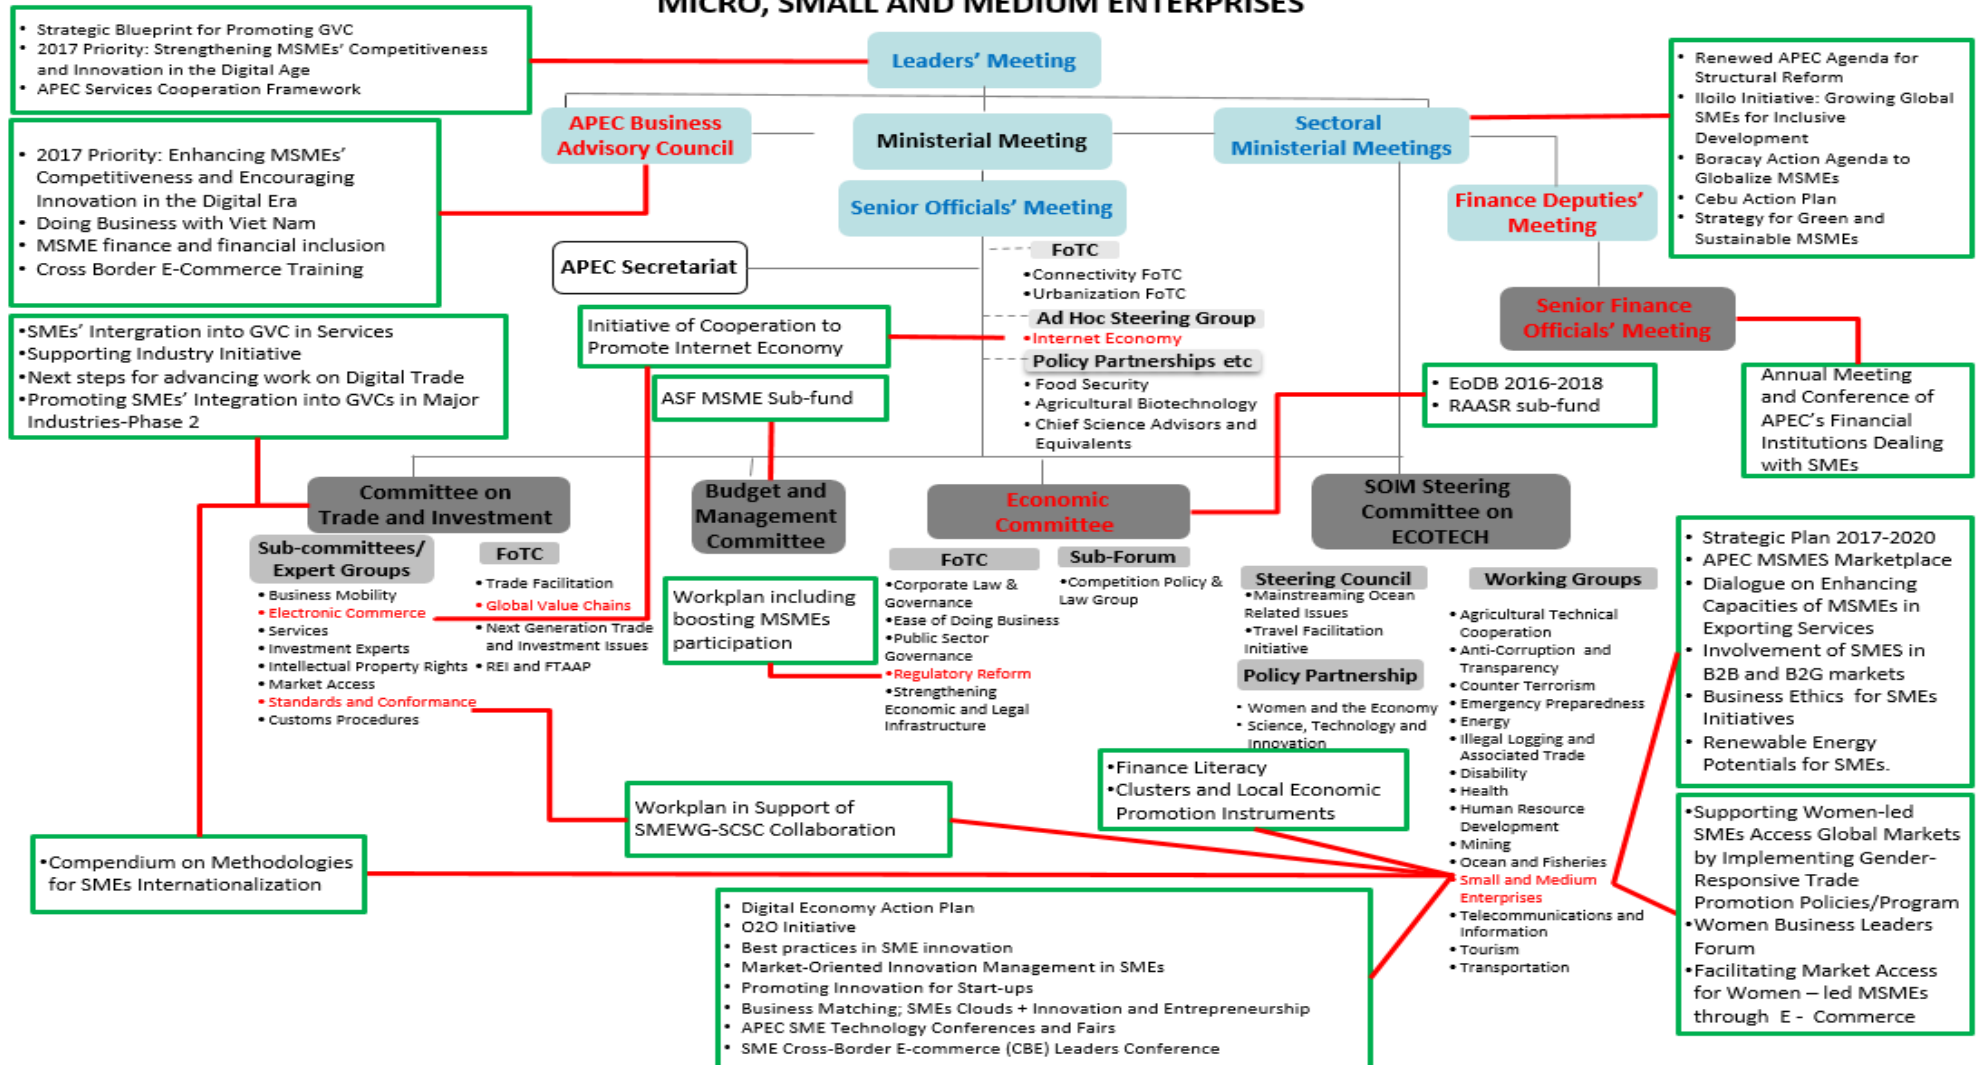 MICRO, SMALL AND MEDIUM ENTERPRISES
• Strategic Blueprint for Promoting GVC
• 2017 Priority: Strengthening MSMEs’ Competitiveness
and Innovation in the Digital Age
• APEC Services Cooperation Framework
Leaders’ Meeting
• Renewed APEC Agenda for
Structural Reform
• Iloilo Initiative: Growing Global
SMEs for Inclusive
Development
• Boracay Action Agenda to
Globalize MSMEs
• Cebu Action Plan
• Strategy for Green and
Sustainable MSMEs
APEC Business
Advisory Council
Ministerial Meeting
Sectoral
Ministerial Meetings
• 2017 Priority: Enhancing MSMEs’
Competitiveness and Encouraging
Innovation in the Digital Era
• Doing Business with Viet Nam
• MSME finance and financial inclusion
• Cross Border E-Commerce Training
Senior Officials’ Meeting
Finance Deputies’
Meeting
APEC Secretariat
FoTC
•Connectivity FoTC
•Urbanization FoTC
Ad Hoc Steering Group
•Internet Economy
Policy Partnerships etc
• Food Security
• Agricultural Biotechnology
• Chief Science Advisors and
Equivalents
Senior Finance
Officials’ Meeting
•SMEs’ Intergration into GVC in Services
•Supporting Industry Initiative
•Next steps for advancing work on Digital Trade
•Promoting SMEs’ Integration into GVCs in Major
Industries-Phase 2
Initiative of Cooperation to
Promote Internet Economy
ASF MSME Sub-fund
• EoDB 2016-2018
• RAASR sub-fund
Annual Meeting
and Conference of
APEC’s Financial
Institutions Dealing
with SMEs
Committee on
Trade and Investment
Budget and
Management
Committee
Economic
Committee
SOM Steering
Committee on
ECOTECH
Sub-committees/
Expert Groups
• Business Mobility
• Electronic Commerce
• Services
• Investment Experts
• Intellectual Property Rights
• Market Access
• Standards and Conformance
• Customs Procedures
FoTC
• Trade Facilitation
• Global Value Chains
• Next Generation Trade
and Investment Issues
• REI and FTAAP
Workplan including
boosting MSMEs
participation
FoTC
•Corporate Law &
Governance
•Ease of Doing Business
•Public Sector
Governance
•Regulatory Reform
•Strengthening
Economic and Legal
Infrastructure
Sub-Forum
•Competition Policy &
Law Group
Steering Council
•Mainstreaming Ocean
Related Issues
•Travel Facilitation
Initiative
Policy Partnership
• Women and the Economy
• Science, Technology and
Innovation
Working Groups
• Agricultural Technical
Cooperation
• Anti-Corruption and
Transparency
• Counter Terrorism
• Emergency Preparedness
• Energy
• Illegal Logging and
Associated Trade
• Disability
• Health
• Human Resource
Development
• Mining
• Ocean and Fisheries
• Small and Medium
Enterprises
• Telecommunications and
Information
• Tourism
• Transportation
• Strategic Plan 2017-2020
• APEC MSMES Marketplace
• Dialogue on Enhancing
Capacities of MSMEs in
Exporting Services
• Involvement of SMES in
B2B and B2G markets
• Business Ethics for SMEs
Initiatives
• Renewable Energy
Potentials for SMEs.
•Finance Literacy
•Clusters and Local Economic
Promotion Instruments
Workplan in Support of
SMEWG-SCSC Collaboration
•Compendium on Methodologies
for SMEs Internationalization
•Supporting Women-led
SMEs Access Global Markets
by Implementing Gender-
Responsive Trade
Promotion Policies/Program
•Women Business Leaders
Forum
•Facilitating Market Access
for Women – led MSMEs
through E - Commerce
• Digital Economy Action Plan
• O2O Initiative
• Best practices in SME innovation
• Market-Oriented Innovation Management in SMEs
• Promoting Innovation for Start-ups
• Business Matching; SMEs Clouds + Innovation and Entrepreneurship
• APEC SME Technology Conferences and Fairs
• SME Cross-Border E-commerce (CBE) Leaders Conference